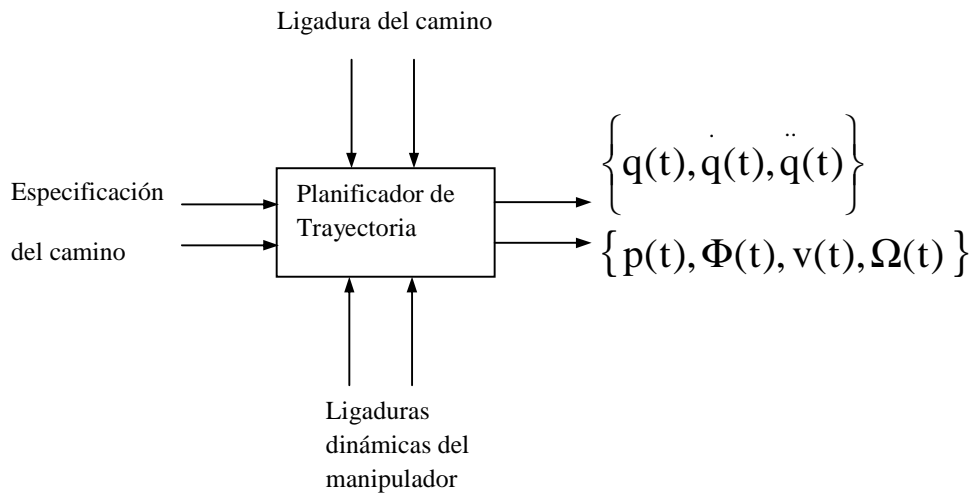 Ligadura del camino
Especificación
del camino
Planificador de
Trayectoria
{q(t), q̇(t), q̈(t)}
{p(t), Φ(t), v(t), Ω(t)}
Ligaduras
dinámicas del
manipulador